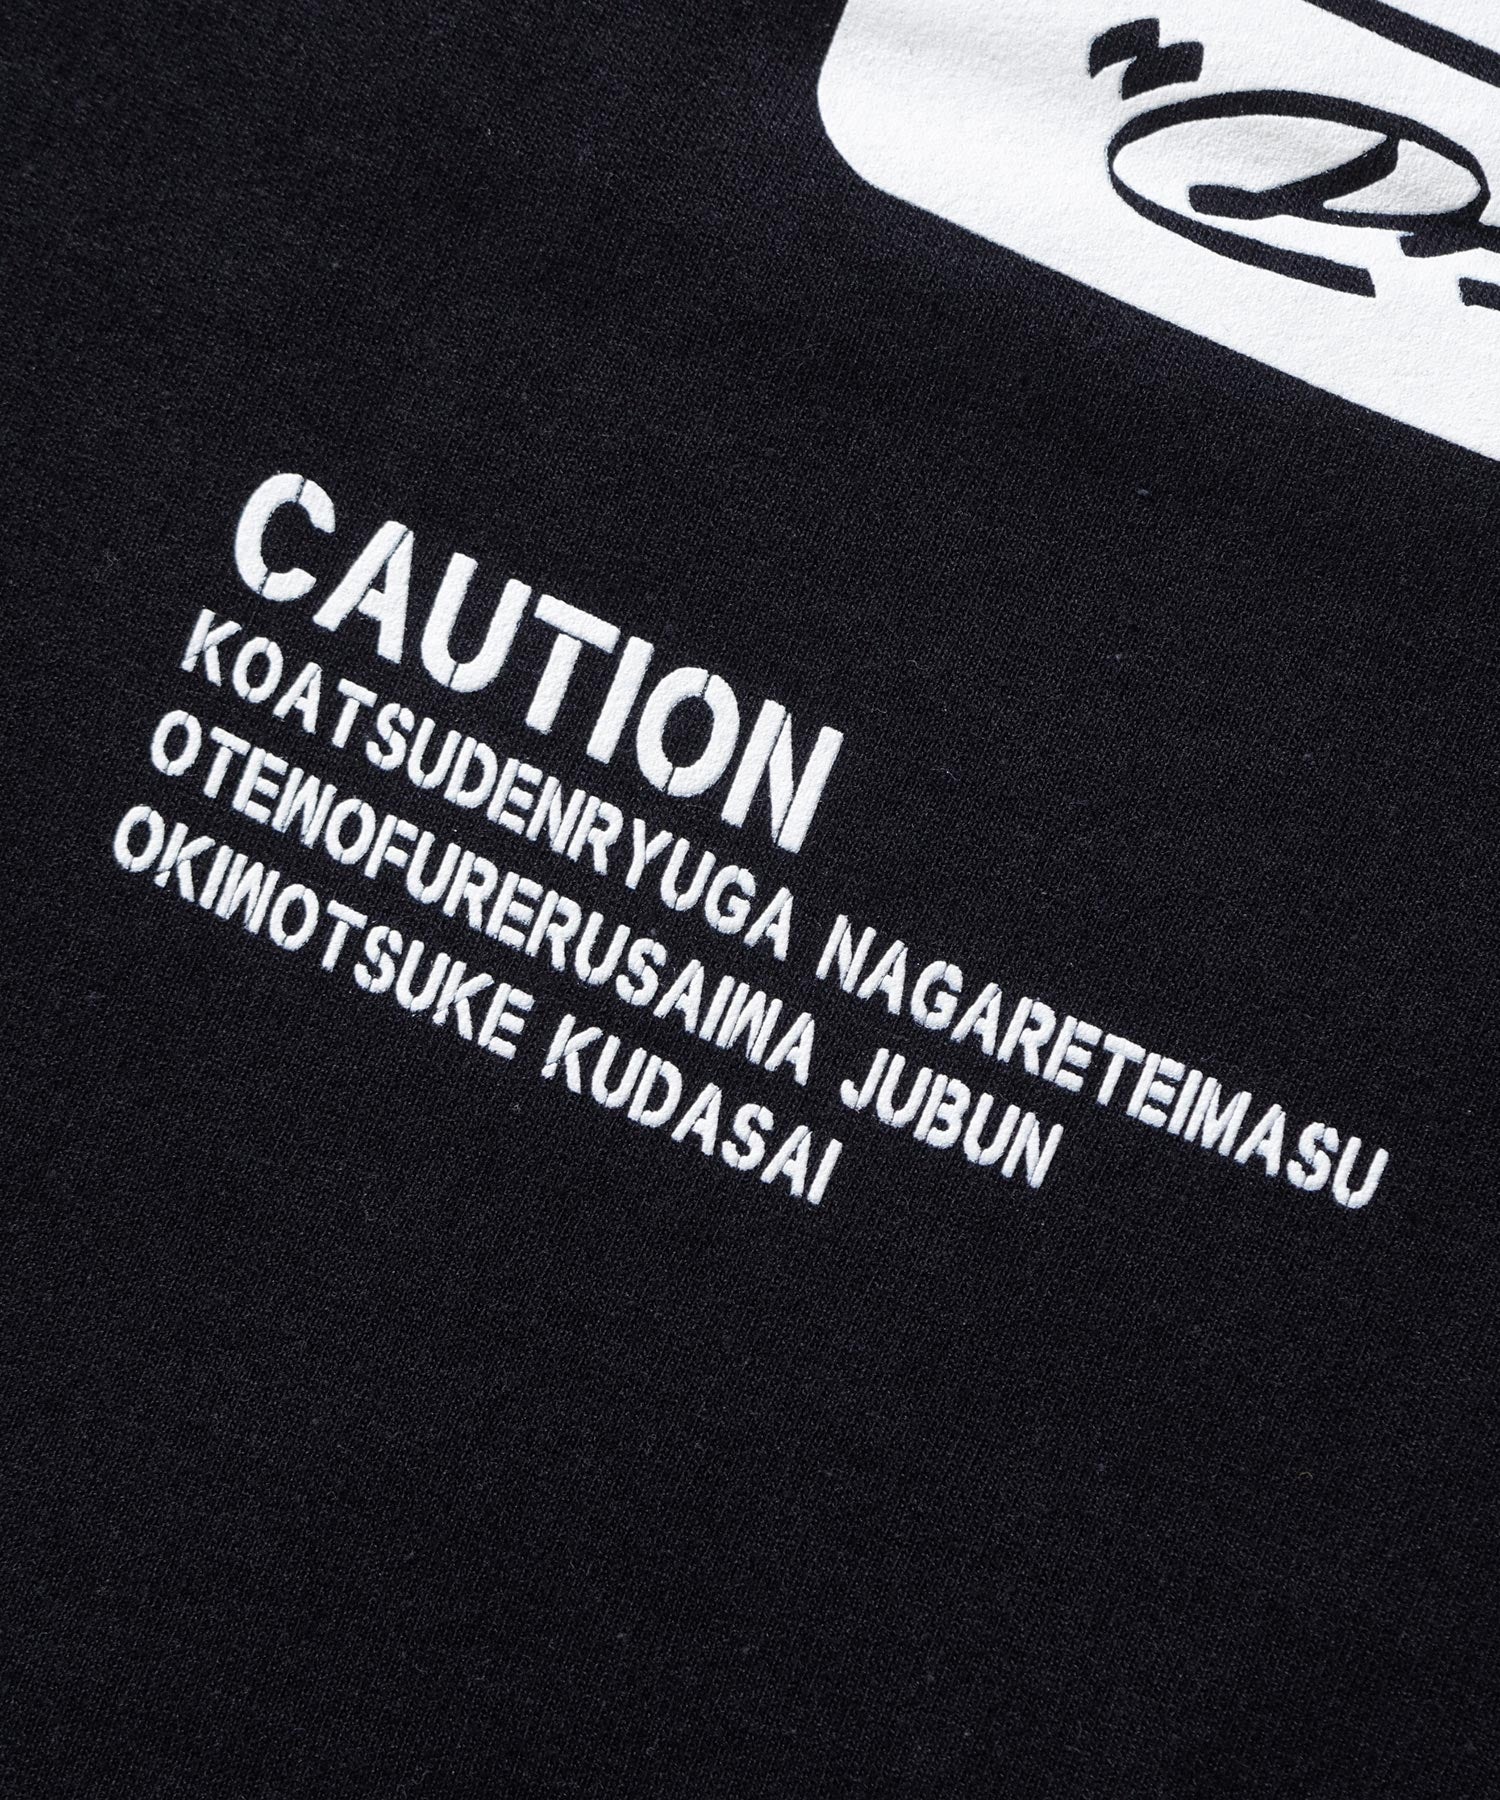 CAUTION
KOATSUDENRYUGA NAGARETEIMASU
OTEWOFURERUSAIWA JUBUN
OKIWOTSUKE KUDASAI